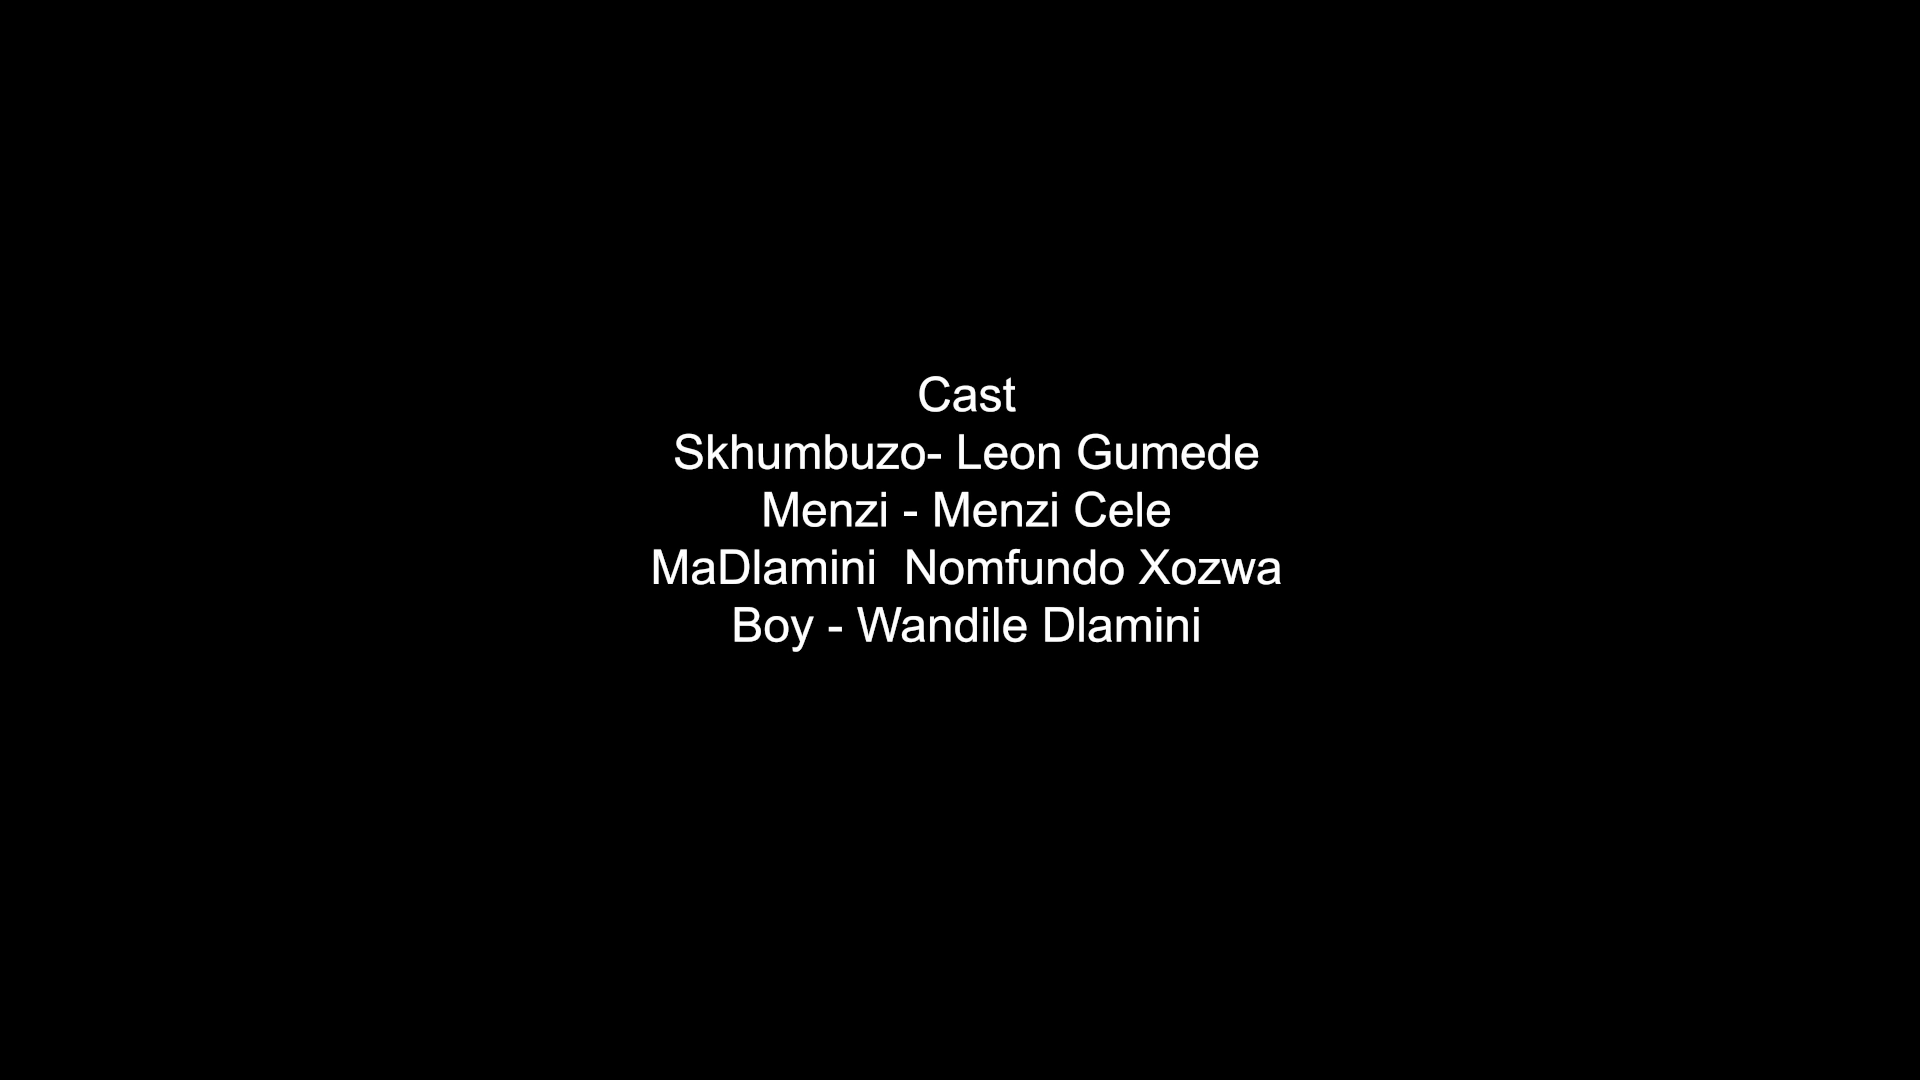 Cast
Skhumbuzo- Leon Gumede
Menzi - Menzi Cele
MaDlamini  Nomfundo Xozwa
Boy - Wandile Dlamini